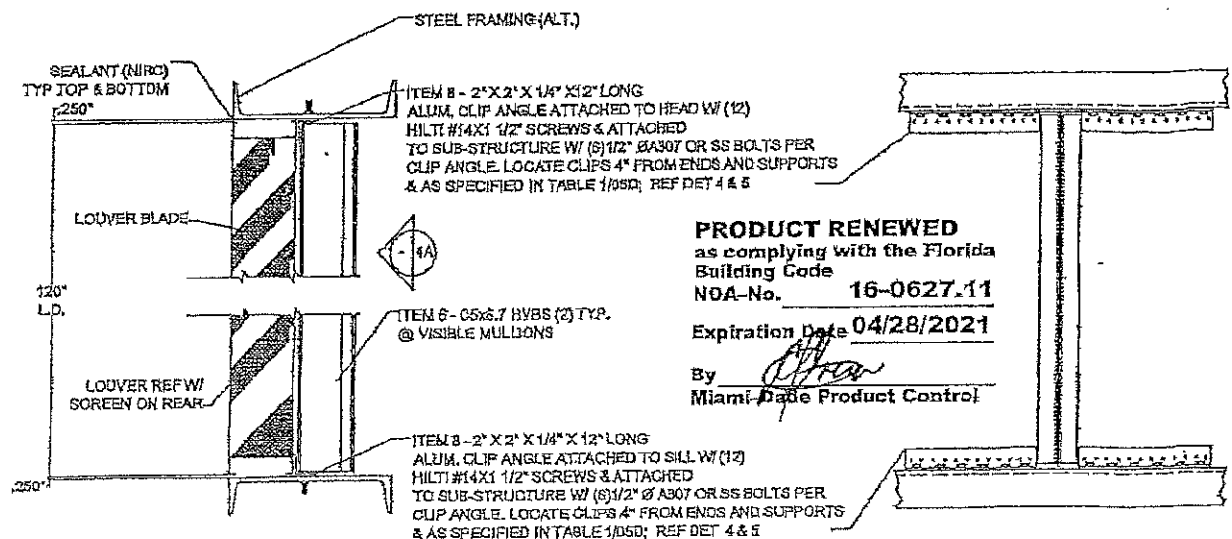 STEEL FRAMING (ALT.)
SEALANT (NIRC)
TYP TOP & BOTTOM
.250"
ITEM 8 - 2" X 2" X 1/4" X 12" LONG
ALUM. CLIP ANGLE ATTACHED TO HEAD W/ (12)
HILTI #14X1 1/2" SCREWS & ATTACHED
TO SUB-STRUCTURE W/ (6) 1/2" Ø A307 OR SS BOLTS PER
CLIP ANGLE. LOCATE CLIPS 4" FROM ENDS AND SUPPORTS
& AS SPECIFIED IN TABLE 1/05D; REF DET 4 & 5
LOUVER BLADE
4A
PRODUCT RENEWED
as complying with the Florida
Building Code
NOA-No. 16-0627.11
Expiration Date 04/28/2021
By
Miami-Dade Product Control
120"
L.D.
ITEM 6 - BVBS (2) TYP.
@ VISIBLE MULLIONS
LOUVER REF W/
SCREEN ON REAR
ITEM 8 - 2" X 2" X 1/4" X 12" LONG
ALUM. CLIP ANGLE ATTACHED TO SILL W/ (12)
HILTI #14X1 1/2" SCREWS & ATTACHED
TO SUB-STRUCTURE W/ (6) 1/2" Ø A307 OR SS BOLTS PER
CLIP ANGLE. LOCATE CLIPS 4" FROM ENDS AND SUPPORTS
& AS SPECIFIED IN TABLE 1/05D; REF DET 4 & 5
.250"